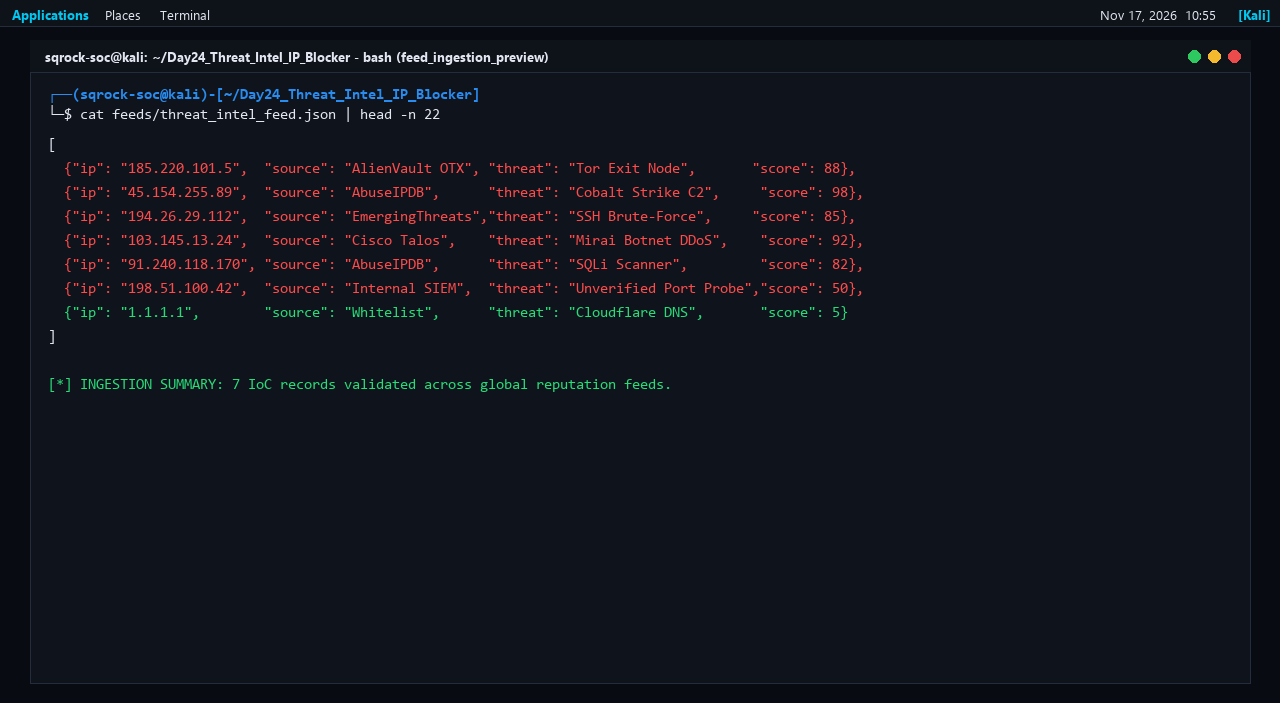 Applications Places Terminal Nov 17, 2026 10:55 [Kali]
sqrock-soc@kali: ~/Day24_Threat_Intel_IP_Blocker - bash (feed_ingestion_preview)
┌──(sqrock-soc@kali)-[~/Day24_Threat_Intel_IP_Blocker]
└─$ cat feeds/threat_intel_feed.json | head -n 22
[
  {"ip": "185.220.101.5",  "source": "AlienVault OTX", "threat": "Tor Exit Node",       "score": 88},
  {"ip": "45.154.255.89",  "source": "AbuseIPDB",      "threat": "Cobalt Strike C2",     "score": 98},
  {"ip": "194.26.29.112",  "source": "EmergingThreats","threat": "SSH Brute-Force",     "score": 85},
  {"ip": "103.145.13.24",  "source": "Cisco Talos",    "threat": "Mirai Botnet DDoS",    "score": 92},
  {"ip": "91.240.118.170", "source": "AbuseIPDB",      "threat": "SQLi Scanner",         "score": 82},
  {"ip": "198.51.100.42",  "source": "Internal SIEM",  "threat": "Unverified Port Probe","score": 50},
  {"ip": "1.1.1.1",        "source": "Whitelist",      "threat": "Cloudflare DNS",       "score": 5}
]
[*] INGESTION SUMMARY: 7 IoC records validated across global reputation feeds.